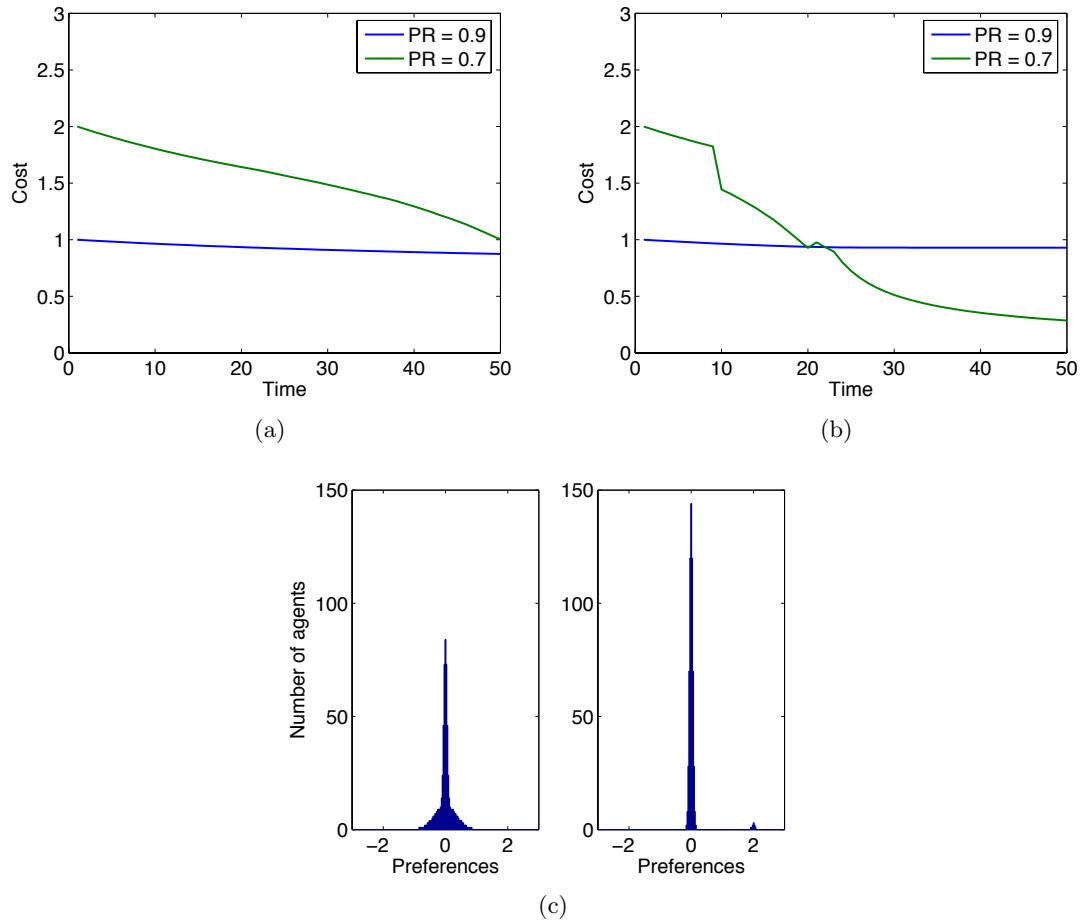 3
2.5
2
1.5
1
0.5
0
Cost
0 10 20 30 40 50
Time
PR = 0.9
PR = 0.7
(a)
3
2.5
2
1.5
1
0.5
0
Cost
0 10 20 30 40 50
Time
PR = 0.9
PR = 0.7
(b)
150
100
50
0
Number of agents
−2 0 2
Preferences
150
100
50
0
−2 0 2
Preferences
(c)